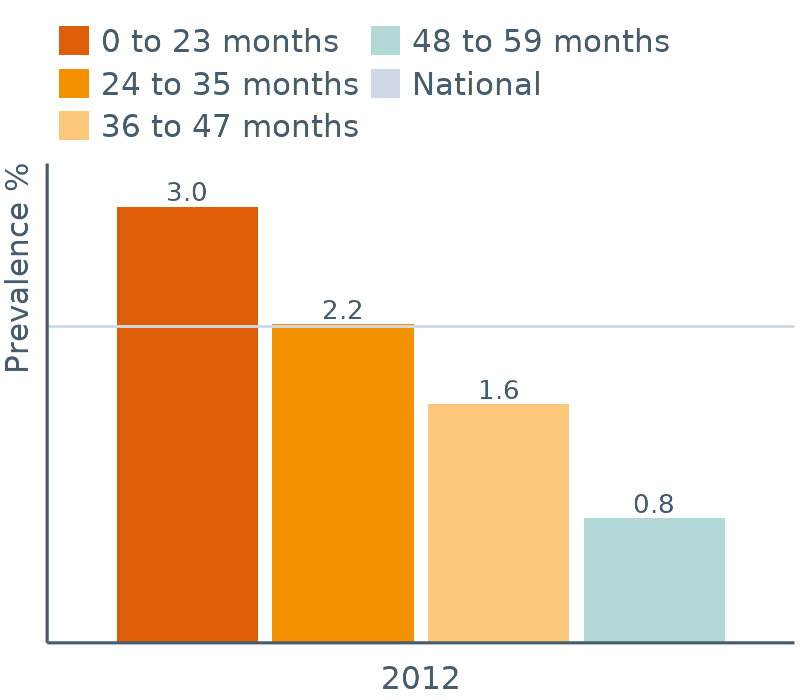 0 to 23 months
24 to 35 months
36 to 47 months
48 to 59 months
National
Prevalence %
3.0
2.2
1.6
0.8
2012